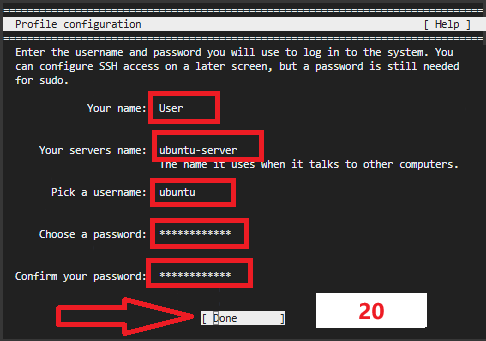 Profile configuration [ Help ]
Enter the username and password you will use to log in to the system. You
can configure SSH access on a later screen, but a password is still needed
for sudo.
Your name: User
Your servers name: ubuntu-server
The name it uses when it talks to other computers.
Pick a username: ubuntu
Choose a password: ************
Confirm your password: ************
[ Done ]
20